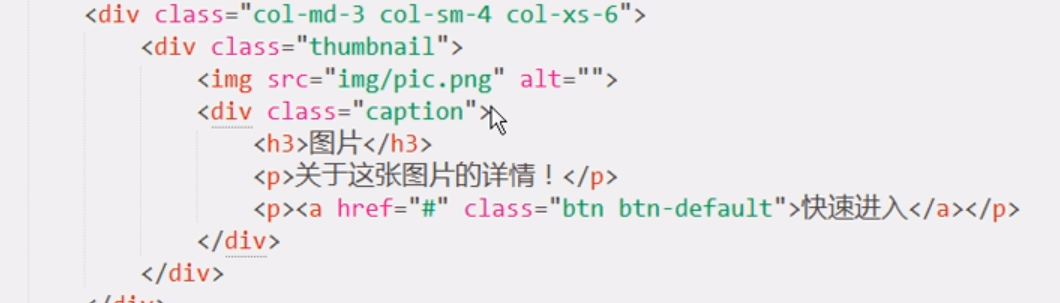 <div class="col-md-3 col-sm-4 col-xs-6">
<div class="thumbnail">
<img src="img/pic.png" alt="">
<div class="caption">
<h3>图片</h3>
<p>关于这张图片的详情！</p>
<p><a href="#" class="btn btn-default">快速进入</a></p>
</div>
</div>
</div>